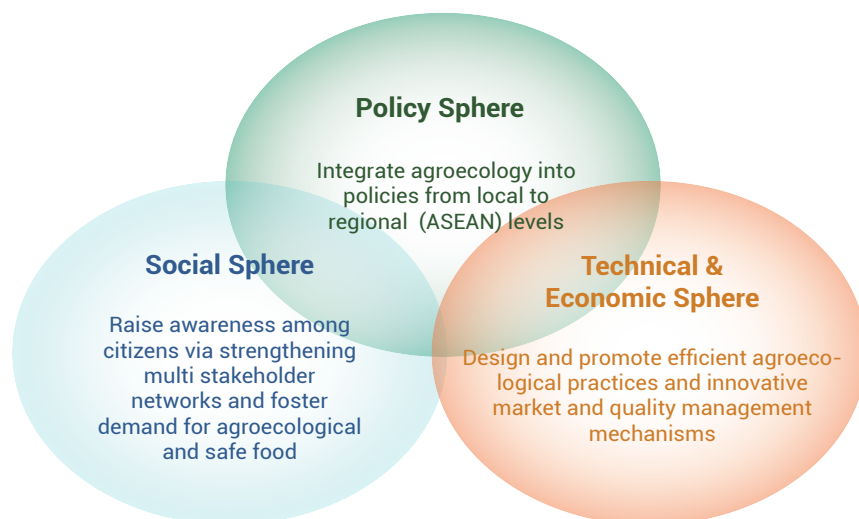 Policy Sphere
Integrate agroecology into
policies from local to
regional (ASEAN) levels
Social Sphere
Raise awareness among
citizens via strengthening
multi stakeholder
networks and foster
demand for agroecological
and safe food
Technical &
Economic Sphere
Design and promote efficient agroeco-
logical practices and innovative
market and quality management
mechanisms